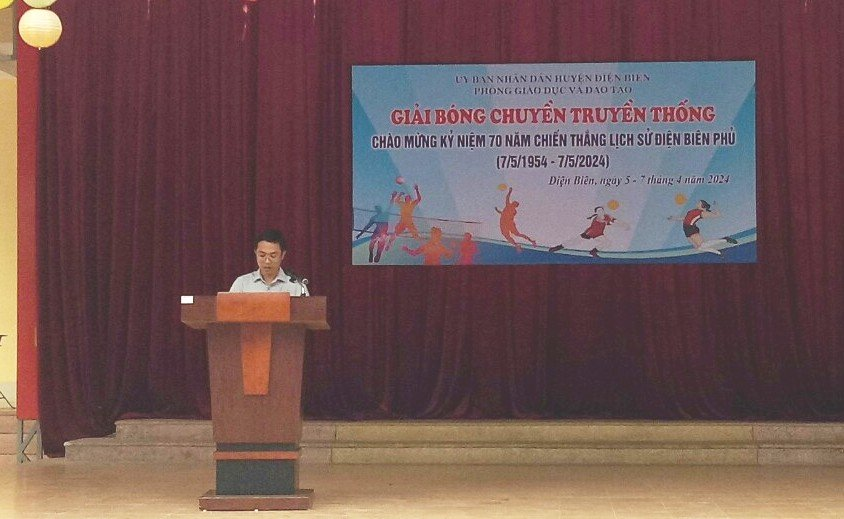 UỶ BAN NHÂN DÂN HUYỆN ĐIỆN BIÊN
PHÒNG GIÁO DỤC VÀ ĐÀO TẠO
GIẢI BÓNG CHUYỀN TRUYỀN THỐNG
CHÀO MỪNG KỶ NIỆM 70 NĂM CHIẾN THẮNG LỊCH SỬ ĐIỆN BIÊN PHỦ
(7/5/1954 - 7/5/2024)
Điện Biên, ngày 5 - 7 tháng 4 năm 2024